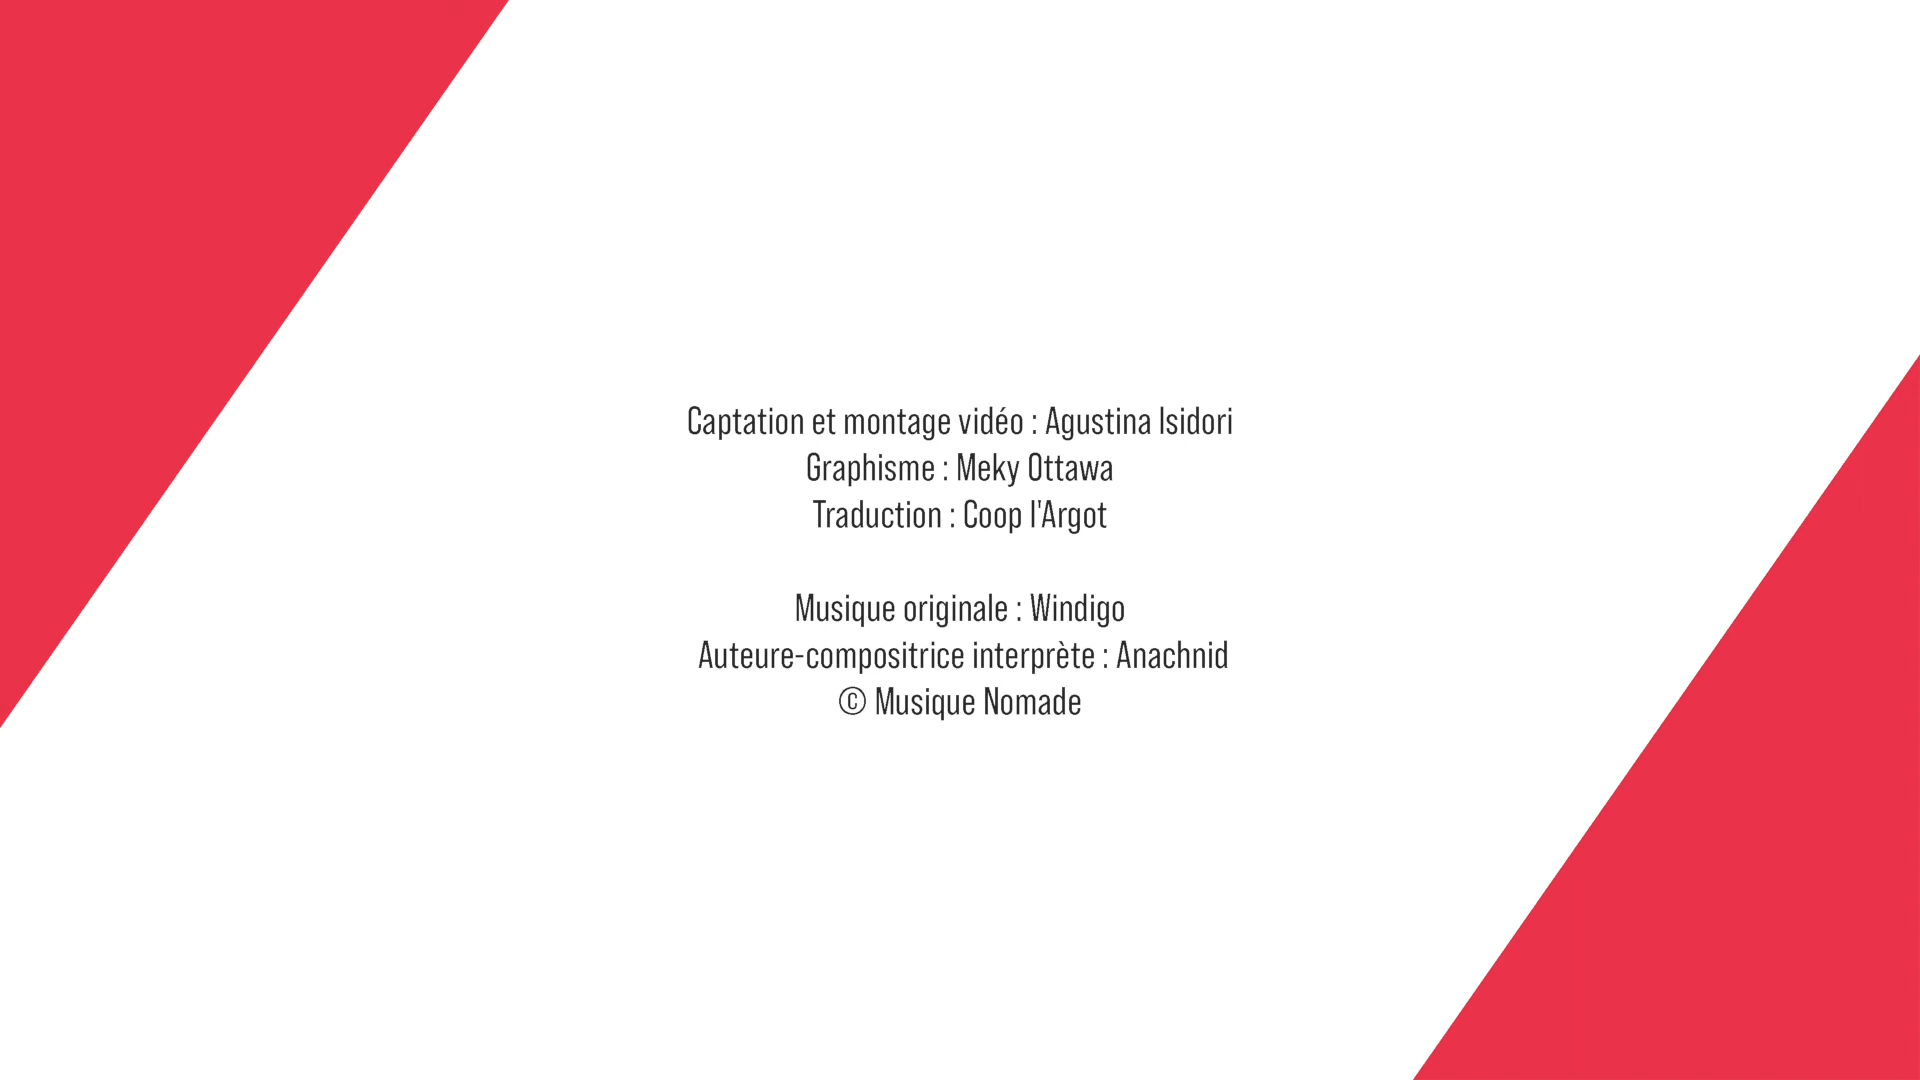 Captation et montage vidéo : Agustina Isidori
Graphisme : Meky Ottawa
Traduction : Coop l'Argot
Musique originale : Windigo
Auteure-compositrice interprète : Anachnid
© Musique Nomade